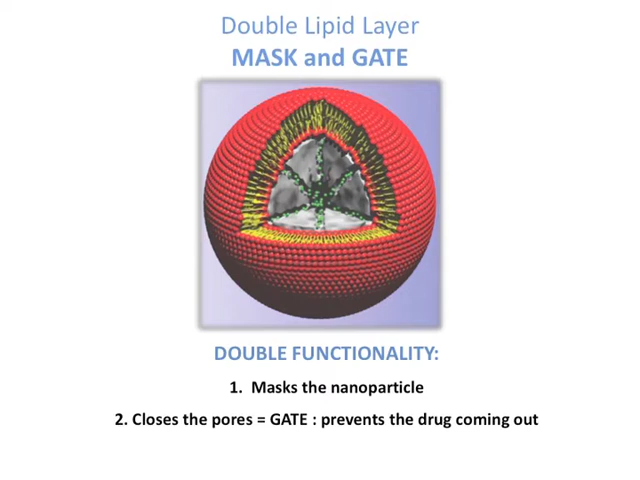 Double Lipid Layer
MASK and GATE
DOUBLE FUNCTIONALITY:
1. Masks the nanoparticle
2. Closes the pores = GATE : prevents the drug coming out